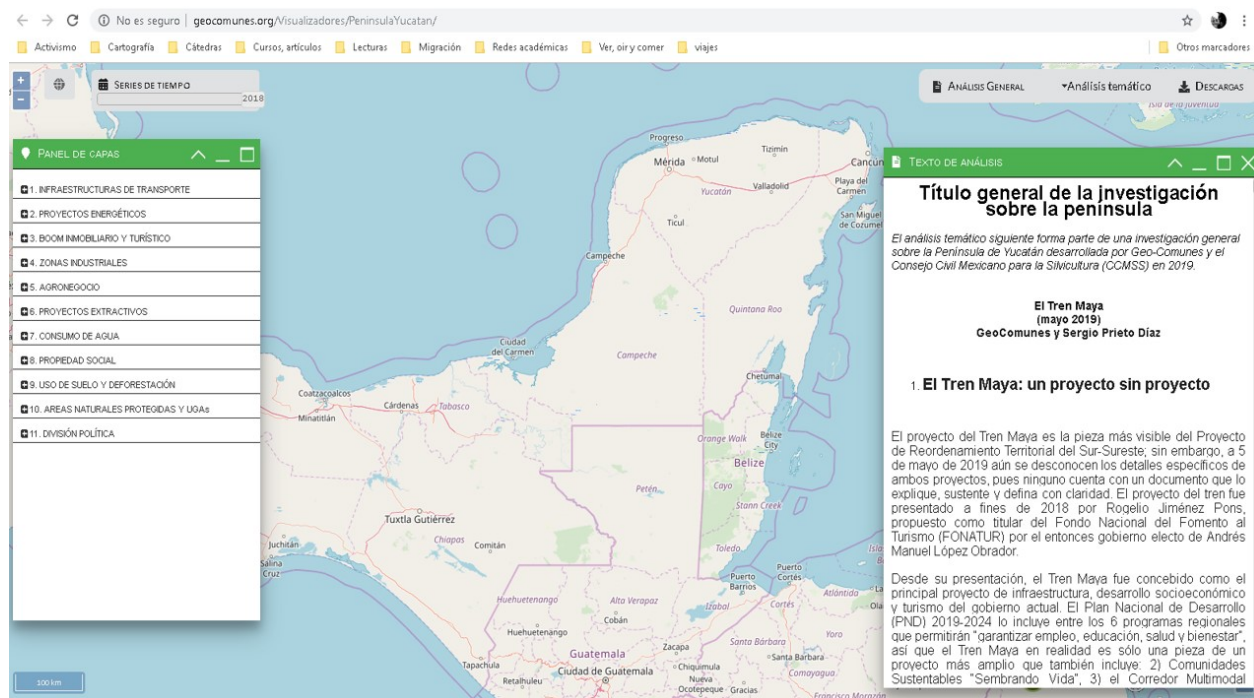 No es seguro | geocomunes.org/Visualizadores/PeninsulaYucatan/
Activismo Cartografía Cátedras Cursos, artículos Lecturas Migración Redes académicas Ver, oir y comer viajes Otros marcadores
+
−
SERIES DE TIEMPO
2018
ANÁLISIS GENERAL
Análisis temático
DESCARGAS
PANEL DE CAPAS
1. INFRAESTRUCTURAS DE TRANSPORTE
2. PROYECTOS ENERGÉTICOS
3. BOOM INMOBILIARIO Y TURÍSTICO
4. ZONAS INDUSTRIALES
5. AGRONEGOCIO
6. PROYECTOS EXTRACTIVOS
7. CONSUMO DE AGUA
8. PROPIEDAD SOCIAL
9. USO DE SUELO Y DEFORESTACIÓN
10. AREAS NATURALES PROTEGIDAS Y UGAs
11. DIVISIÓN POLÍTICA
100 km
Isla de la Juventud
Progreso
Mérida
Motul
Tizimín
Cancún
Yucatán
Valladolid
Playa del
Carmen
Ticul
San Miguel
de Cozumel
Campeche
Quintana Roo
Ciudad
del Carmen
Campeche
Chetumal
Coatzacoalcos
Cárdenas
Tabasco
Minatitlán
Orange Walk
Belize
City
Belize
Petén
Cayo
Stann Creek
Tuxtla Gutiérrez
Chiapas
Comitán
Juchitán
Salina
Cruz
Toledo
Puerto
Barrios
Puerto
Cortés
Atlántida
Huehuetenango
Alta Verapaz
Izabal
Cortés
Cobán
Huehuetenango
Santa Bárbara
Yoro
Zacapa
Guatemala
Santa Bárbara
Tapachula
Ciudad de Guatemala
Chiquimula
Comayagua
Retalhuleu
Nueva
Ocotepeque
Gracias
Francisco Morazán
TEXTO DE ANÁLISIS
Título general de la investigación
sobre la península
El análisis temático siguiente forma parte de una investigación general
sobre la Península de Yucatán desarrollada por Geo-Comunes y el
Consejo Civil Mexicano para la Silvicultura (CCMSS) en 2019.
El Tren Maya
(mayo 2019)
GeoComunes y Sergio Prieto Díaz
1. El Tren Maya: un proyecto sin proyecto
El proyecto del Tren Maya es la pieza más visible del Proyecto
de Reordenamiento Territorial del Sur-Sureste; sin embargo, a 5
de mayo de 2019 aún se desconocen los detalles específicos de
ambos proyectos, pues ninguno cuenta con un documento que lo
explique, sustente y defina con claridad. El proyecto del tren fue
presentado a fines de 2018 por Rogelio Jiménez Pons,
propuesto como titular del Fondo Nacional del Fomento al
Turismo (FONATUR) por el entonces gobierno electo de Andrés
Manuel López Obrador.
Desde su presentación, el Tren Maya fue concebido como el
principal proyecto de infraestructura, desarrollo socioeconómico
y turismo del gobierno actual. El Plan Nacional de Desarrollo
(PND) 2019-2024 lo incluye entre los 6 programas regionales
que permitirán "garantizar empleo, educación, salud y bienestar",
así que el Tren Maya en realidad es sólo una pieza de un
proyecto más amplio que también incluye: 2) Comunidades
Sustentables "Sembrando Vida", 3) el Corredor Multimodal